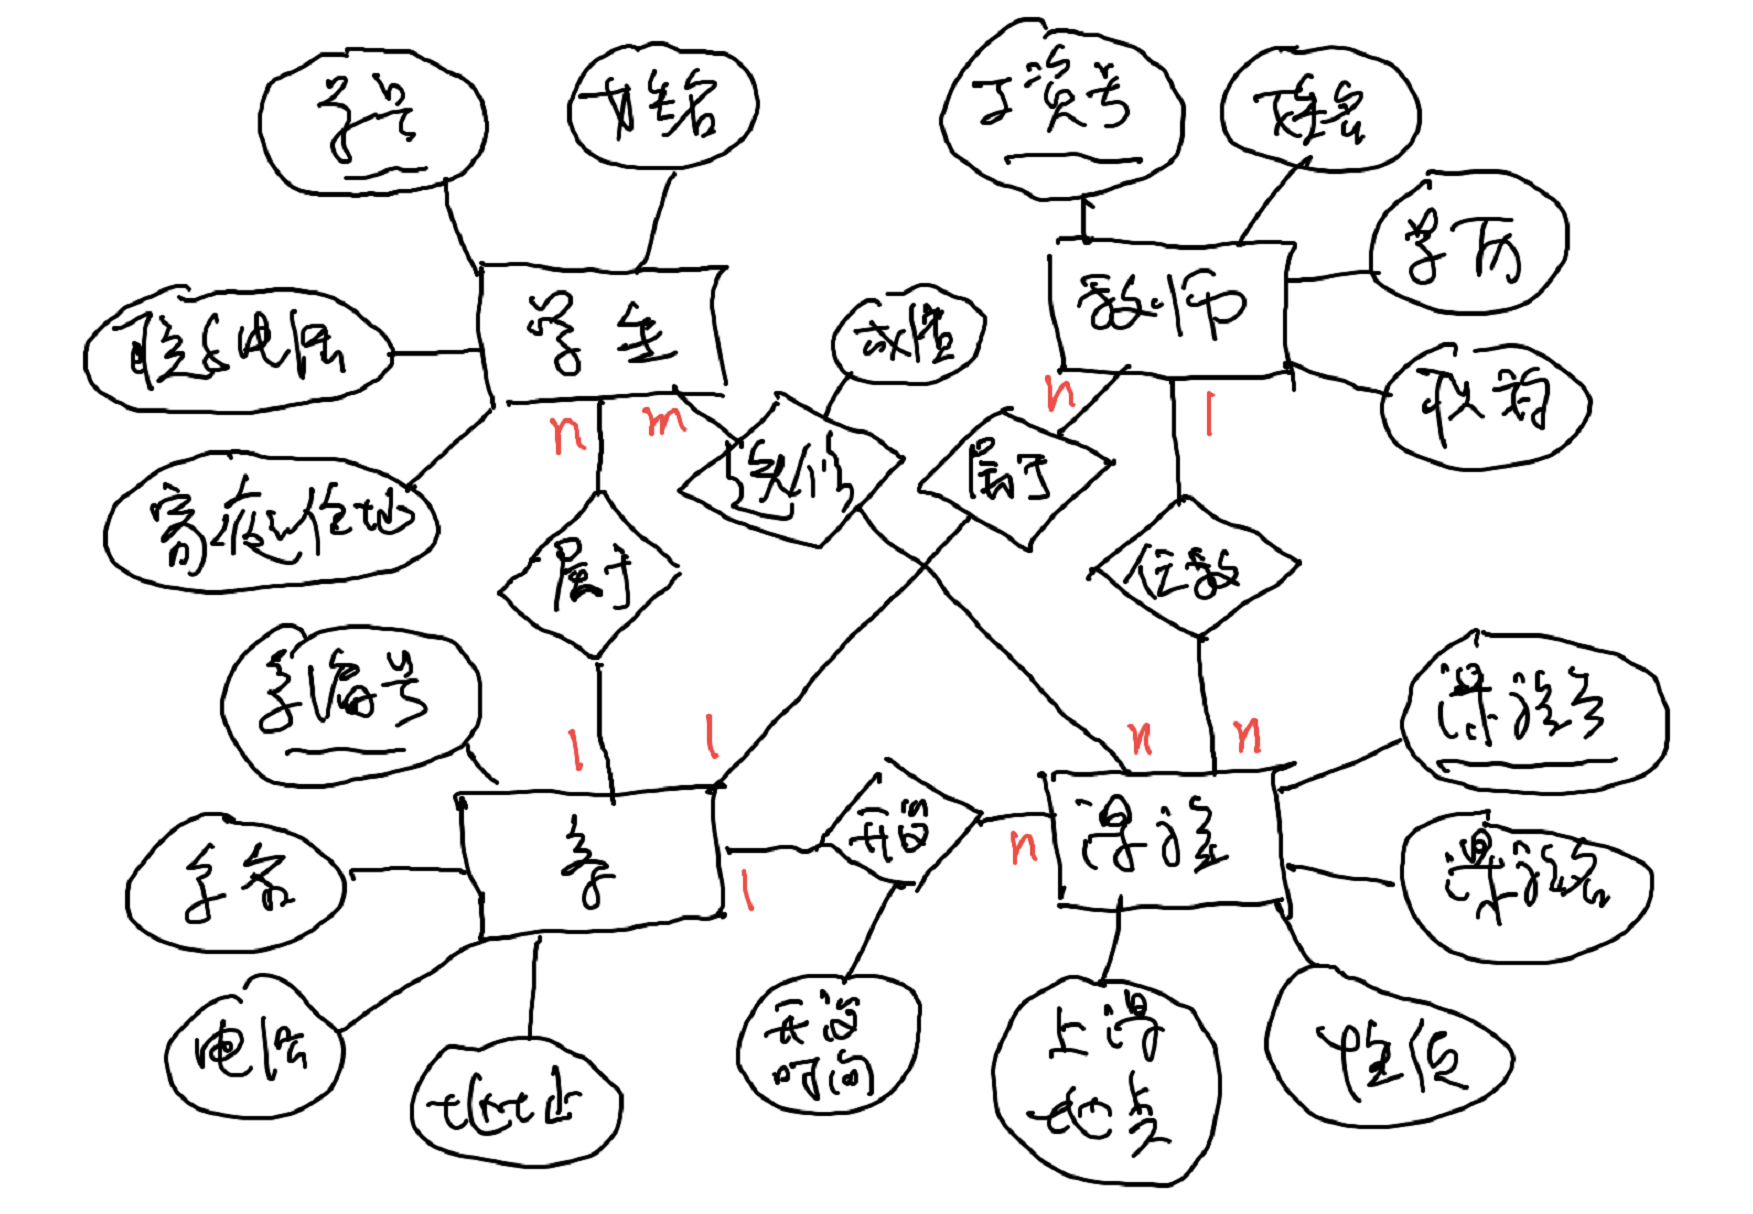 学号
姓名
工资号
姓名
学历
学生
教师
联系电话
成绩
职称
n
m
n
1
选修
属于
家庭住地
属于
任教
系编号
课程号
1
1
n
n
开设
系
课程
n
课程名
系名
1
电话
地址
开设
时间
上课
地点
性质